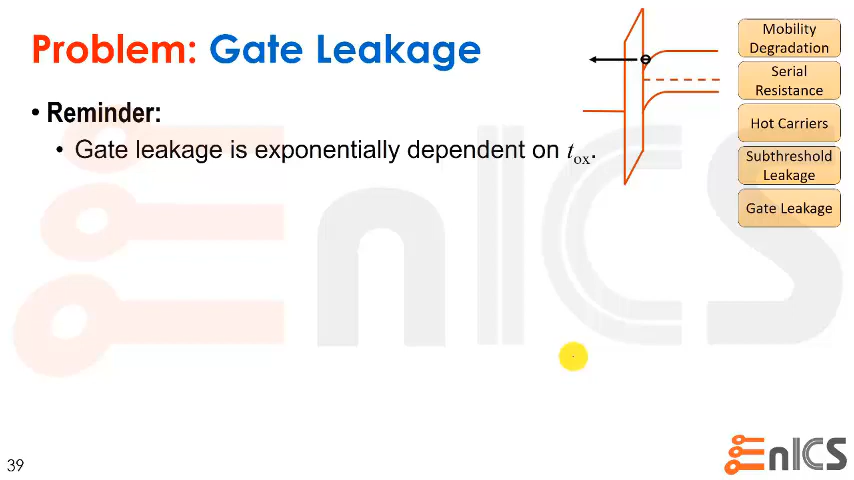 Problem: Gate Leakage
• Reminder:
• Gate leakage is exponentially dependent on tox.
Mobility
Degradation
Serial
Resistance
Hot Carriers
Subthreshold
Leakage
Gate Leakage
EnICS
39
EnICS